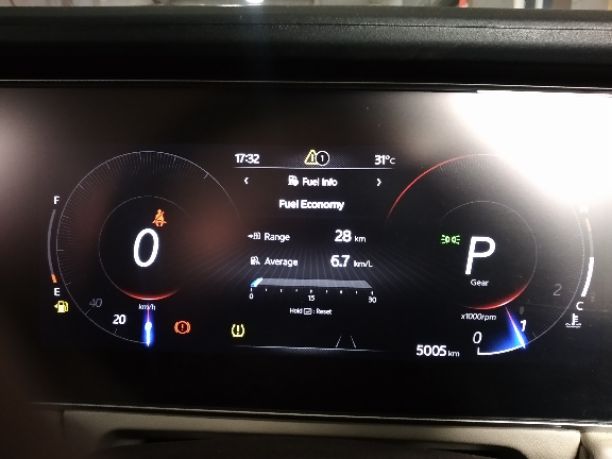 17:32 1 31°C
< Fuel Info >
Fuel Economy
Range 28 km
Average 6.7 km/L
0 15 30
Hold : Reset
F
E
0
km/h
40
20
P
Gear
x1000rpm
0 1 2
C
5005 km